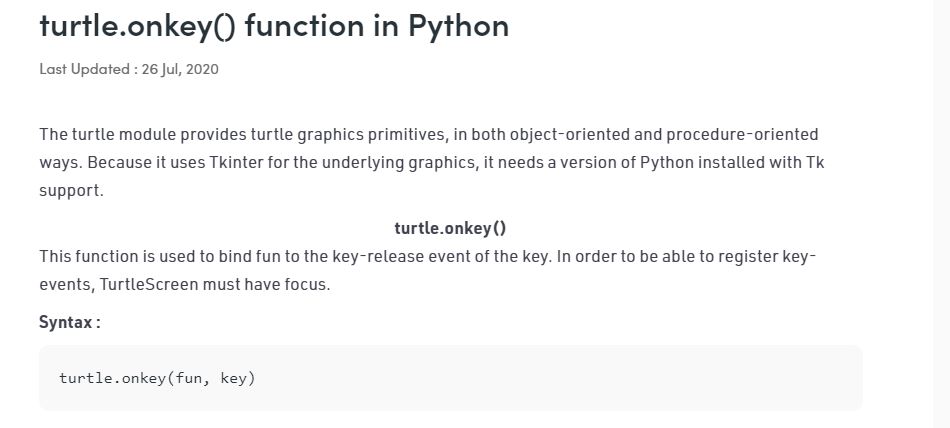 turtle.onkey() function in Python
Last Updated : 26 Jul, 2020
The turtle module provides turtle graphics primitives, in both object-oriented and procedure-oriented
ways. Because it uses Tkinter for the underlying graphics, it needs a version of Python installed with Tk
support.
turtle.onkey()
This function is used to bind fun to the key-release event of the key. In order to be able to register key-
events, TurtleScreen must have focus.
Syntax :
turtle.onkey(fun, key)